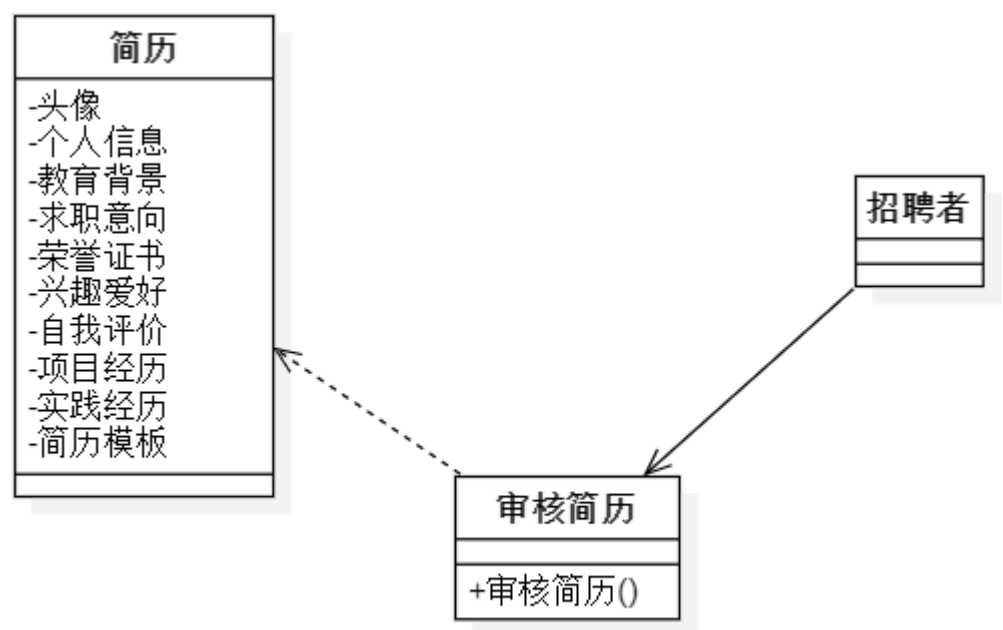 简历
-头像
-个人信息
-教育背景
-求职意向
-荣誉证书
-兴趣爱好
-自我评价
-项目经历
-实践经历
-简历模板
招聘者
审核简历
+审核简历()